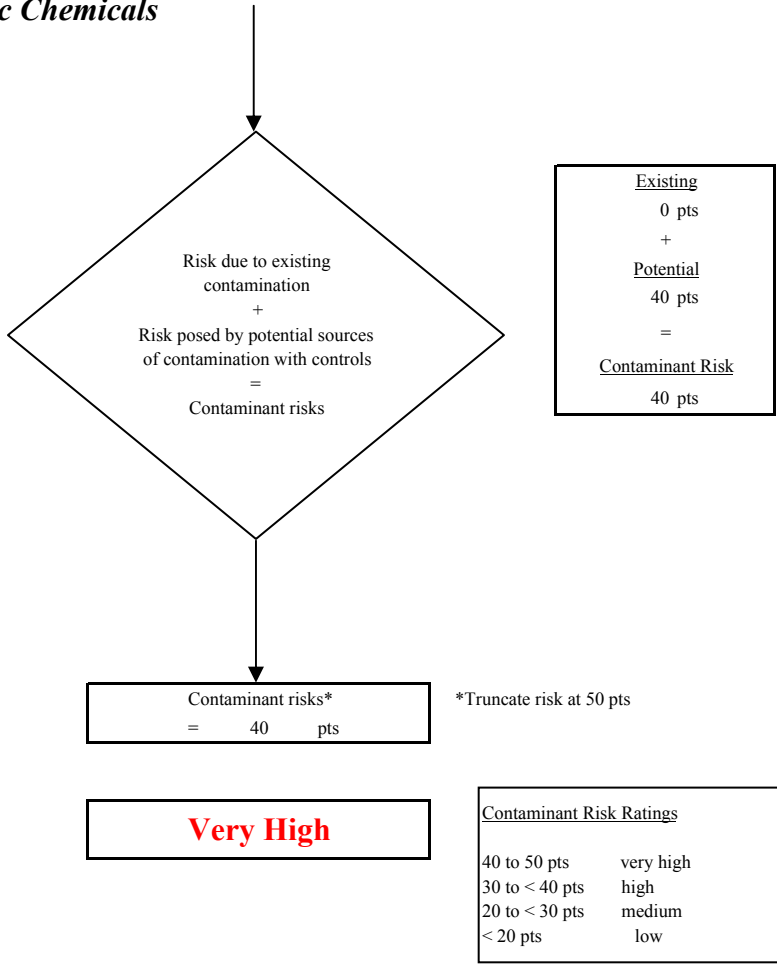 c Chemicals
Risk due to existing
contamination
+
Risk posed by potential sources
of contamination with controls
=
Contaminant risks
Existing
0 pts
+
Potential
40 pts
=
Contaminant Risk
40 pts
Contaminant risks*
= 40 pts
*Truncate risk at 50 pts
Very High
Contaminant Risk Ratings
40 to 50 pts very high
30 to < 40 pts high
20 to < 30 pts medium
< 20 pts low